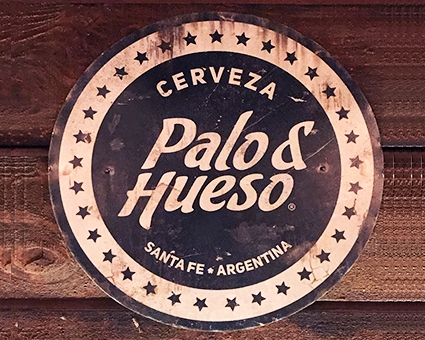 CERVEZA
Palo &
Hueso®
SANTA FE ★ ARGENTINA